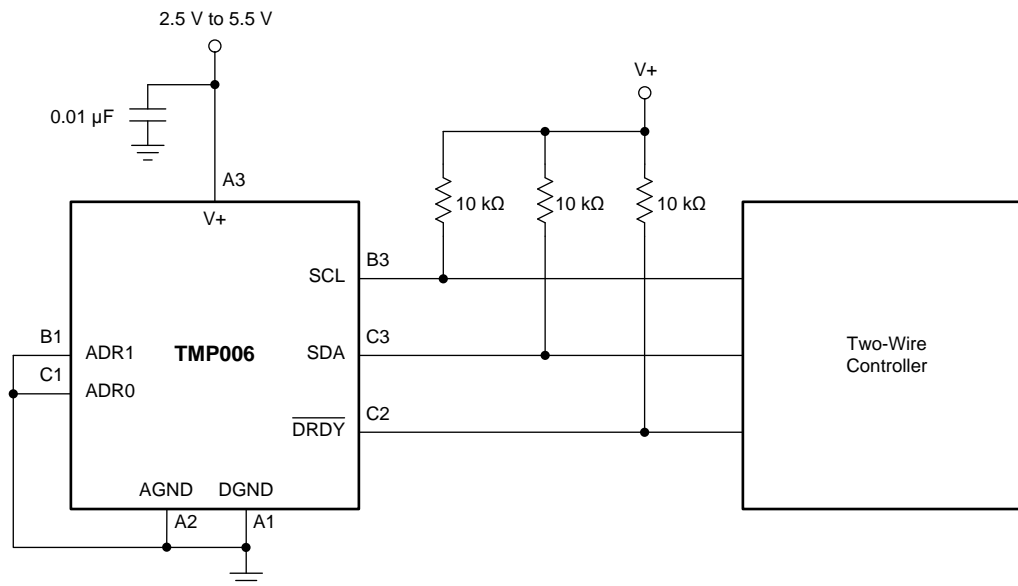 2.5 V to 5.5 V
V+
0.01 µF
A3
10 kΩ
10 kΩ
10 kΩ
V+
B3
SCL
B1
C3
ADR1
TMP006
SDA
Two-Wire
Controller
C1
ADR0
C2
DRDY
AGND
DGND
A2
A1